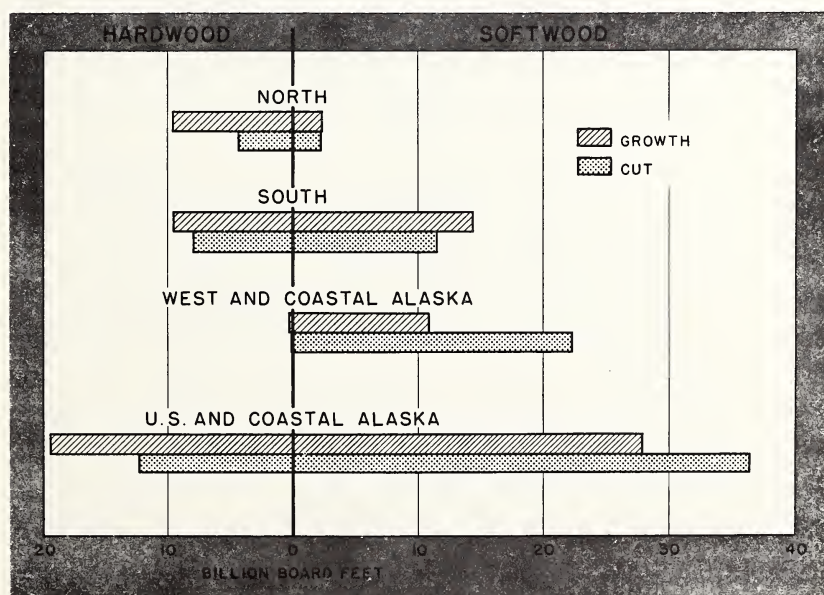 HARDWOOD SOFTWOOD
NORTH
GROWTH
CUT
SOUTH
WEST AND COASTAL ALASKA
U.S. AND COASTAL ALASKA
20 10 0 10 20 30 40
BILLION BOARD FEET